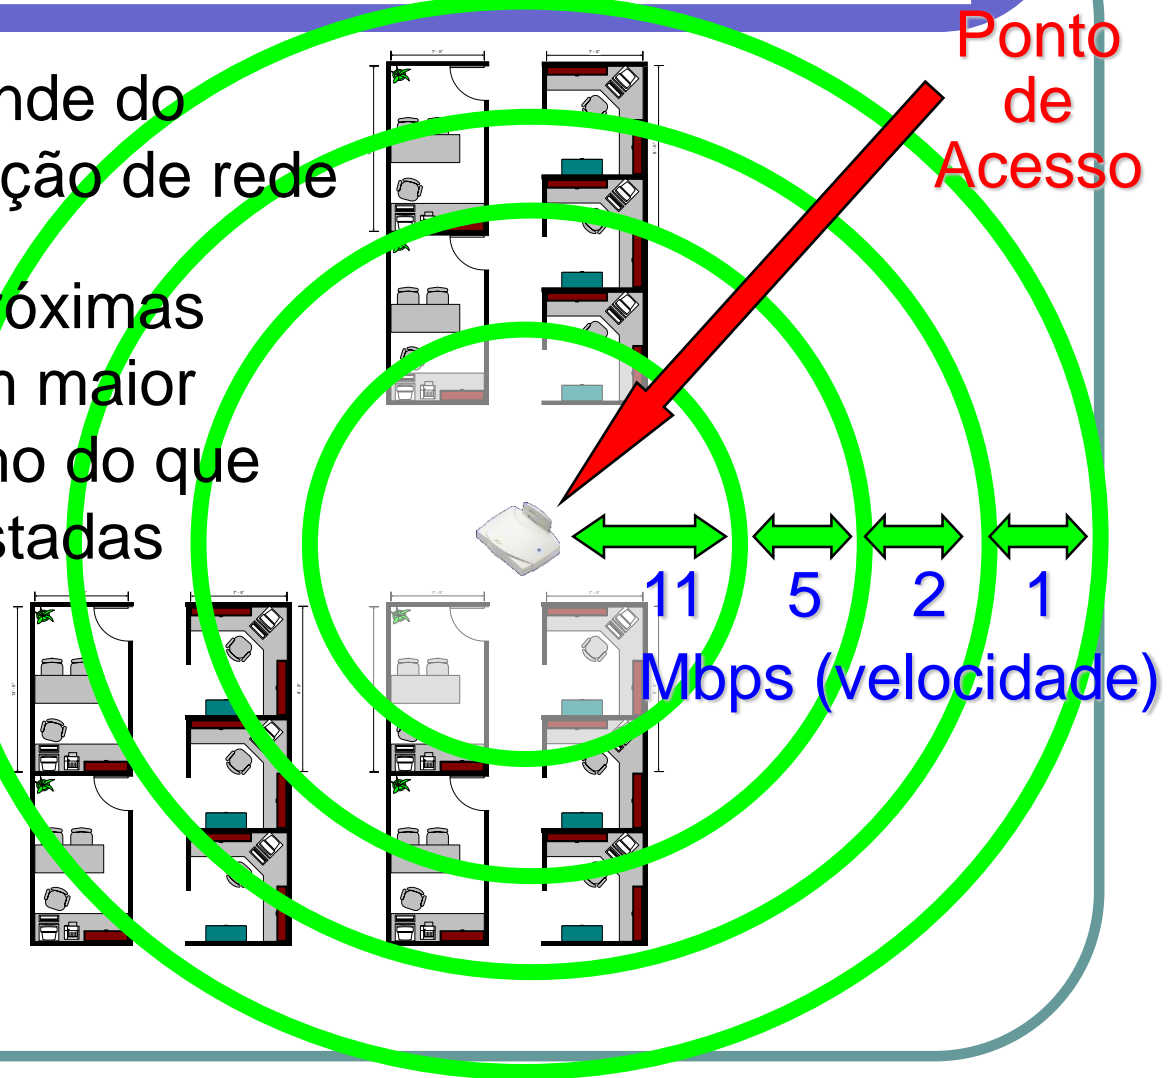 nde do
ção de rede
óximas
n maior
no do que
stadas
Ponto
de
Acesso
11 5 2 1
Mbps (velocidade)